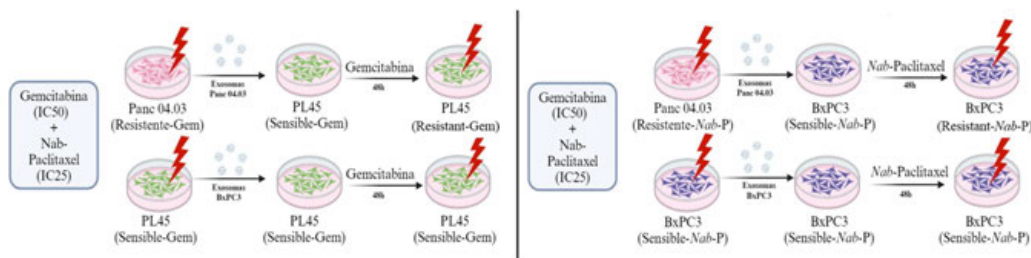 Gemcitabina
(IC50)
+
Nab-
Paclitaxel
(IC25)
Panc 04.03
(Resistente-Gem)
Exosomas
Panc 04.03
PL45
(Sensible-Gem)
Gemcitabina
48h
PL45
(Resistant-Gem)
PL45
(Sensible-Gem)
Exosomas
BxPC3
PL45
(Sensible-Gem)
Gemcitabina
48h
PL45
(Sensible-Gem)
Gemcitabina
(IC50)
+
Nab-
Paclitaxel
(IC25)
Panc 04.03
(Resistente-Nab-P)
Exosomas
Panc 04.03
BxPC3
(Sensible-Nab-P)
Nab-Paclitaxel
48h
BxPC3
(Resistant-Nab-P)
BxPC3
(Sensible-Nab-P)
Exosomas
BxPC3
BxPC3
(Sensible-Nab-P)
Nab-Paclitaxel
48h
BxPC3
(Sensible-Nab-P)